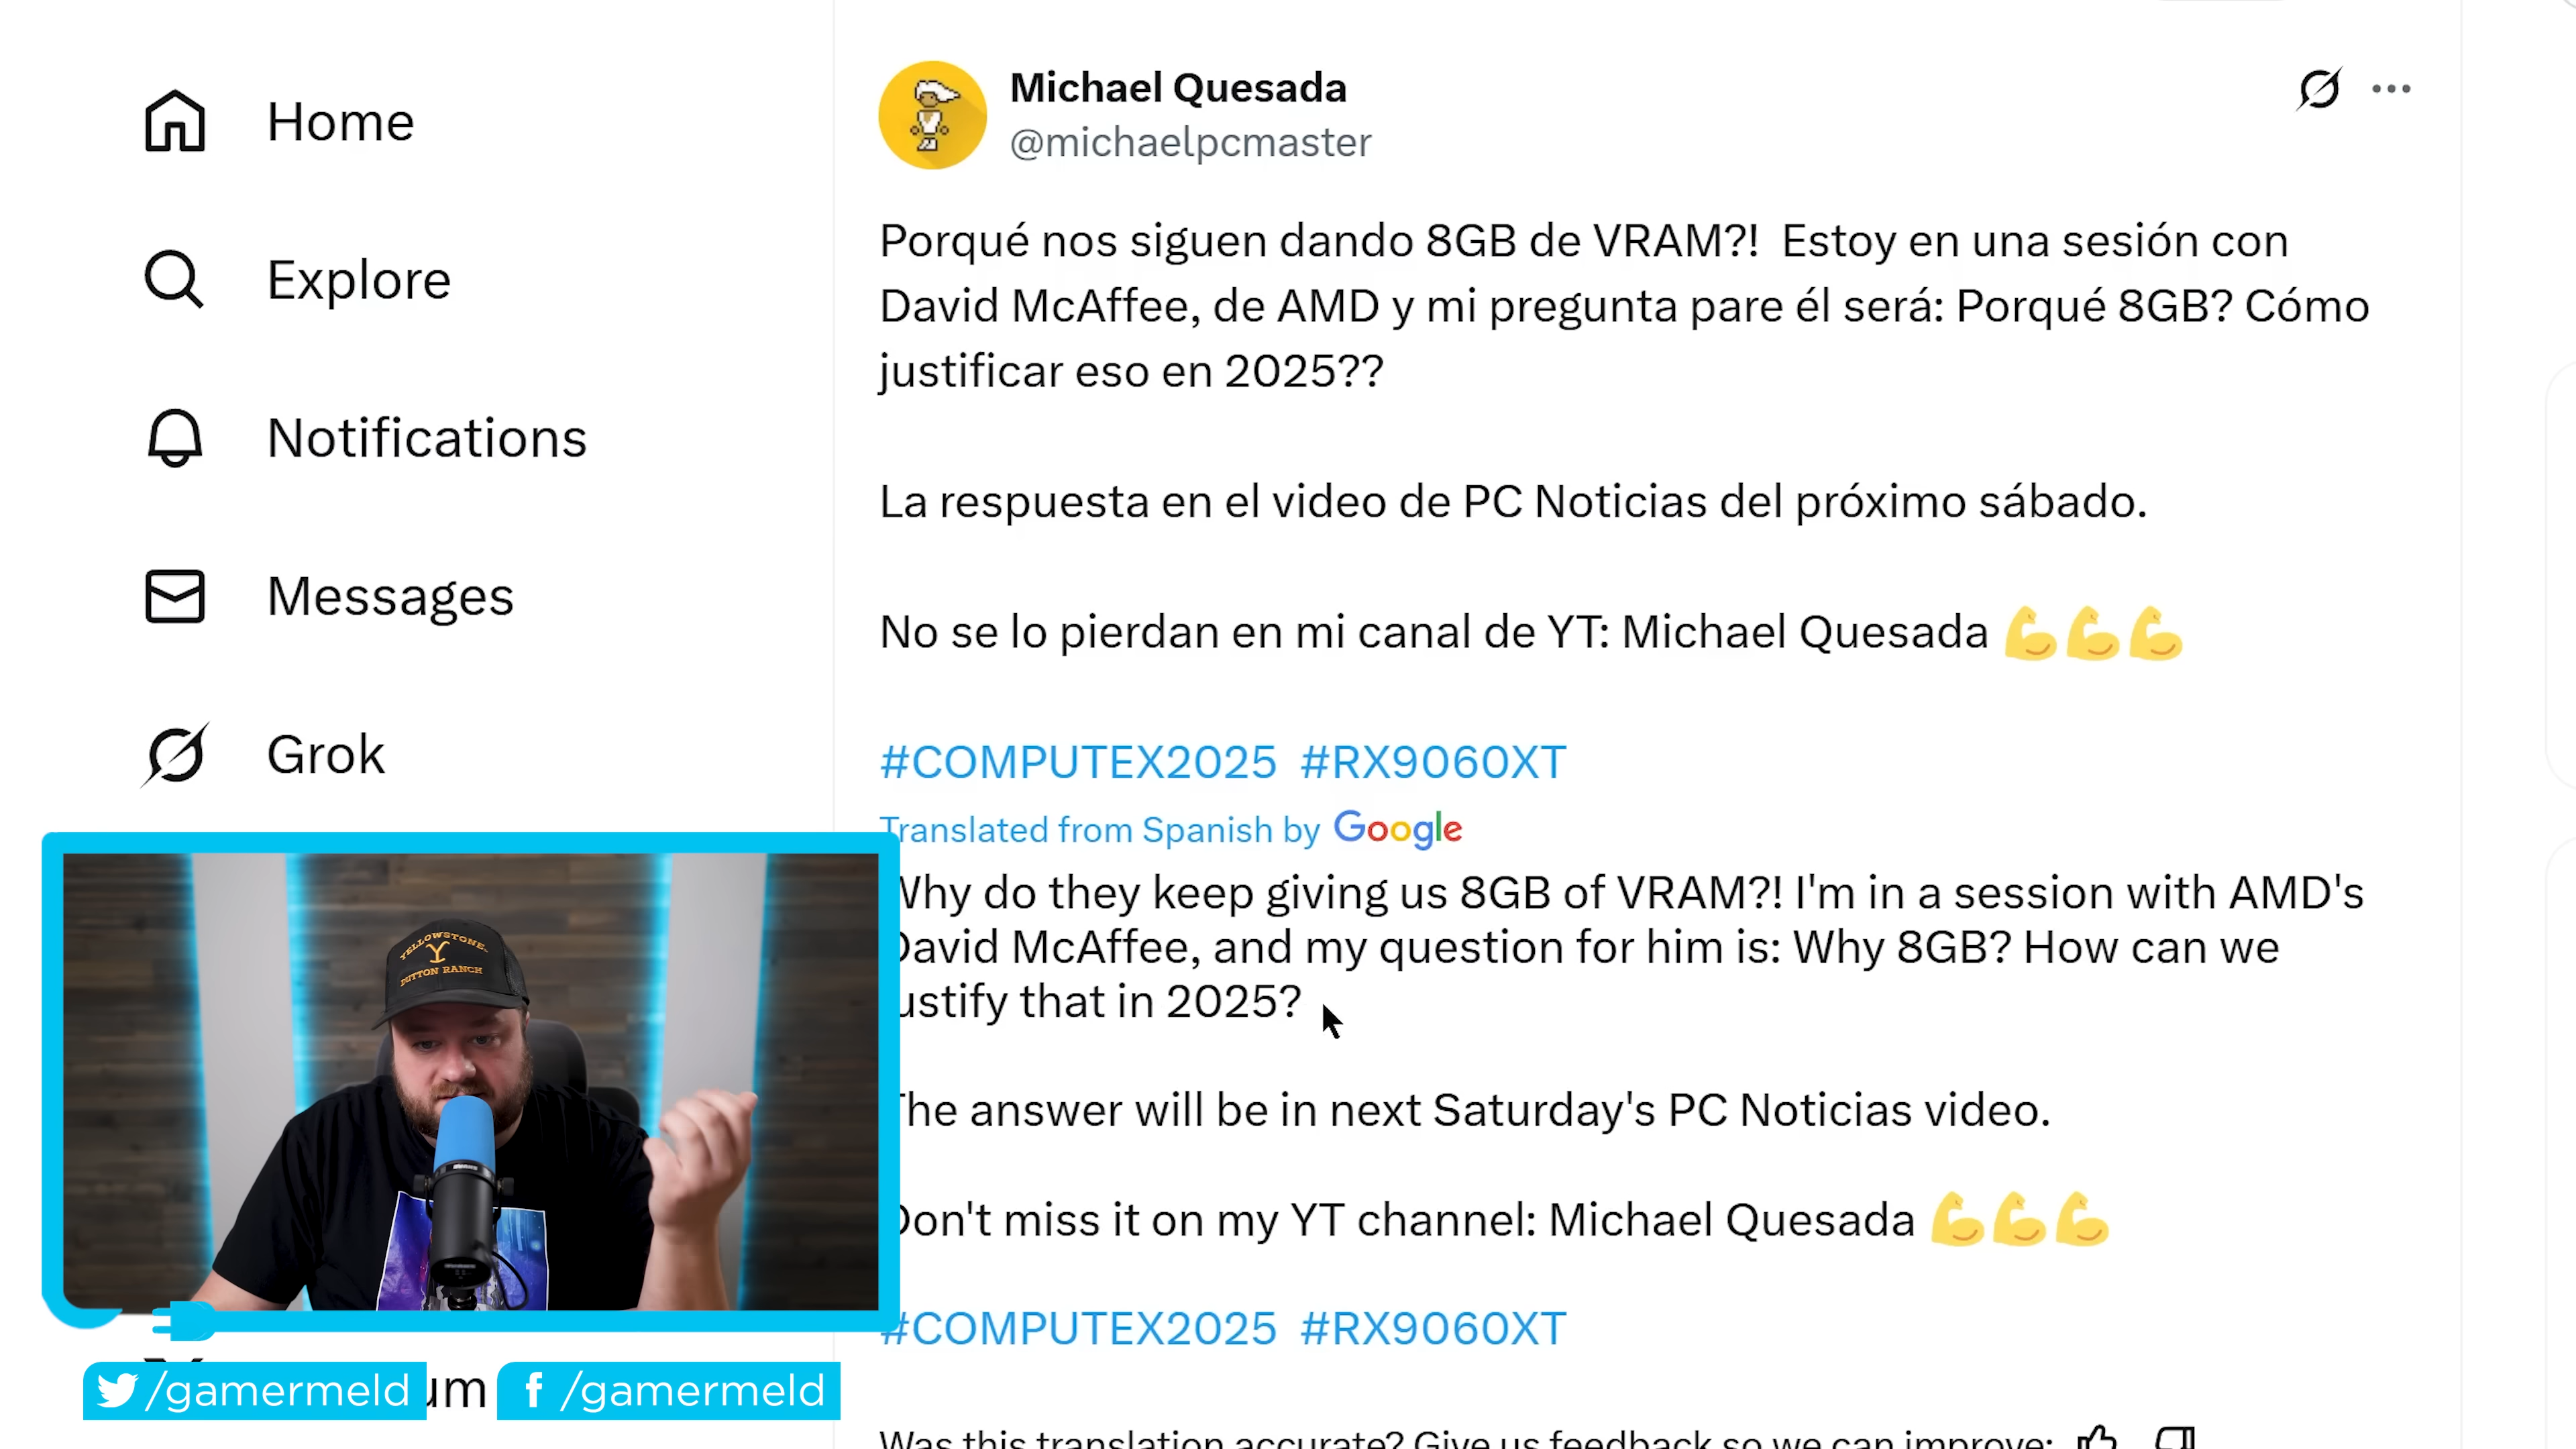 Home
Explore
Notifications
Messages
Grok
Michael Quesada
@michaelpcmaster
Porqué nos siguen dando 8GB de VRAM?! Estoy en una sesión con
David McAffee, de AMD y mi pregunta pare él será: Porqué 8GB? Cómo
justificar eso en 2025??
La respuesta en el video de PC Noticias del próximo sábado.
No se lo pierdan en mi canal de YT: Michael Quesada 💪💪💪
#COMPUTEX2025 #RX9060XT
Translated from Spanish by Google
Why do they keep giving us 8GB of VRAM?! I'm in a session with AMD's
David McAffee, and my question for him is: Why 8GB? How can we
ustify that in 2025?
The answer will be in next Saturday's PC Noticias video.
Don't miss it on my YT channel: Michael Quesada 💪💪💪
#COMPUTEX2025 #RX9060XT
Was this translation accurate? Give us feedback so we can improve:
YELLOWSTONE
Y
DUTTON RANCH
/gamermeld
um
/gamermeld